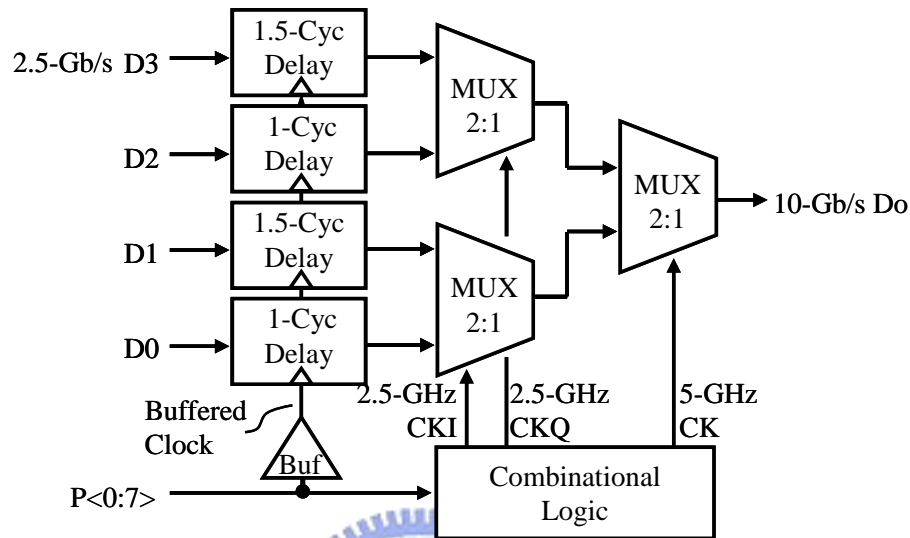 2.5-Gb/s D3
1.5-Cyc
Delay
MUX
2:1
D2
1-Cyc
Delay
MUX
2:1
10-Gb/s Do
D1
1.5-Cyc
Delay
MUX
2:1
D0
1-Cyc
Delay
Buffered
Clock
2.5-GHz
CKI
2.5-GHz
CKQ
5-GHz
CK
Buf
P<0:7>
Combinational
Logic